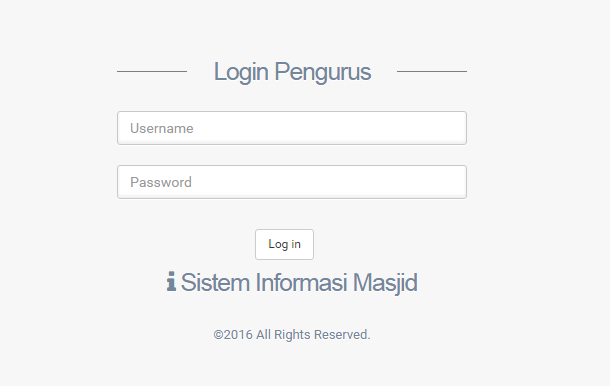 Login Pengurus
Username
Password
Log in
Sistem Informasi Masjid
©2016 All Rights Reserved.